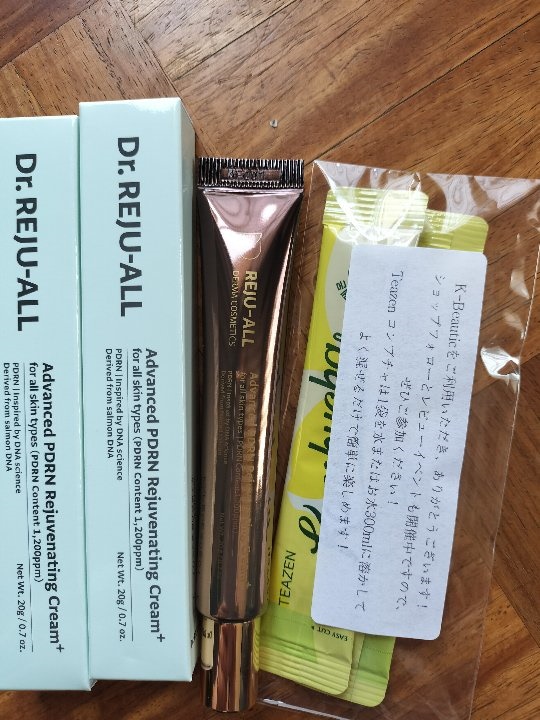 Dr. REJU-ALL
Advanced PDRN Rejuvenating Cream+
for all skin types (PDRN Content 1,200ppm)
PDRN | Inspired by DNA science
Derived from salmon DNA
Net Wt. 20g / 0.7 oz.
Dr. REJU-ALL
Advanced PDRN Rejuvenating Cream+
for all skin types (PDRN Content 1,200ppm)
PDRN | Inspired by DNA science
Derived from salmon DNA
Net Wt. 20g / 0.7 oz.
REJU-ALL
DERMA COSMETICS
TEAZEN
EASY CUT
K-Beautieをご利用いただき、ありがとうございます!
ショップフォローとレビューイベントも開催中ですので、
ぜひご参加ください!
Teazen コンブチャは1袋を水またはお水300mlに溶かして
よく混ぜるだけで簡単に楽しめます!